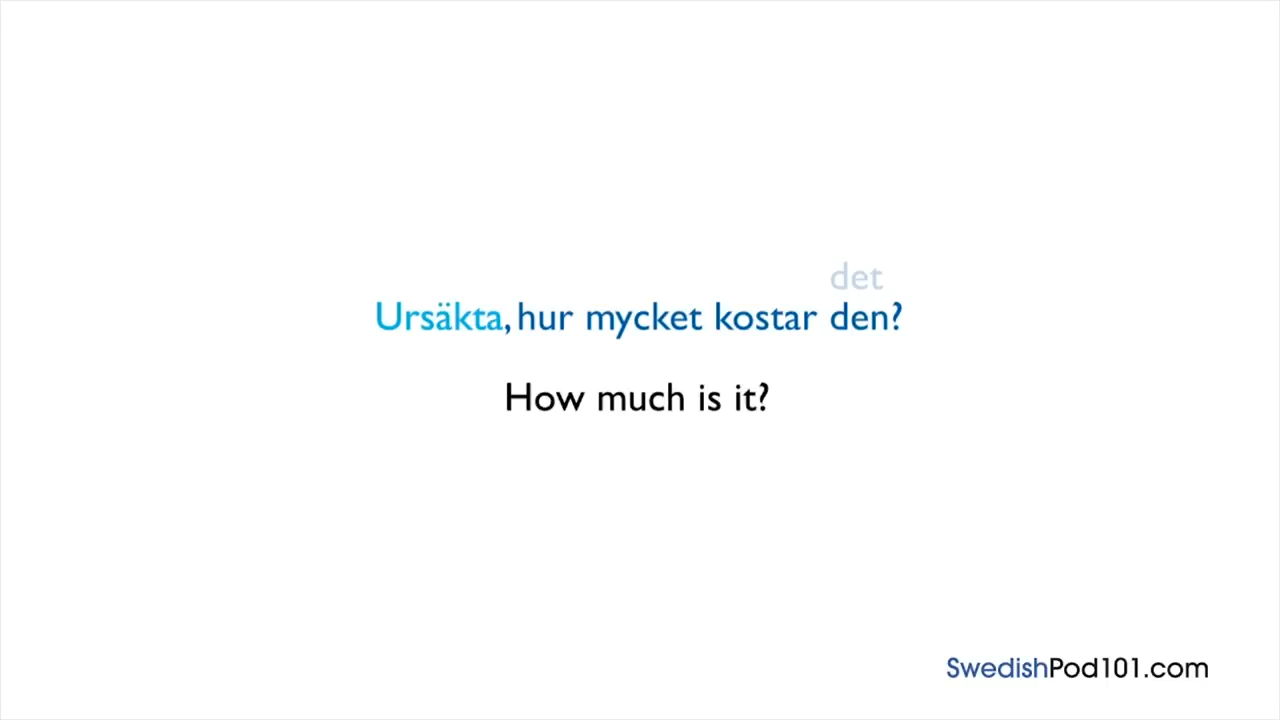 det
Ursäkta, hur mycket kostar den?
How much is it?
SwedishPod101.com